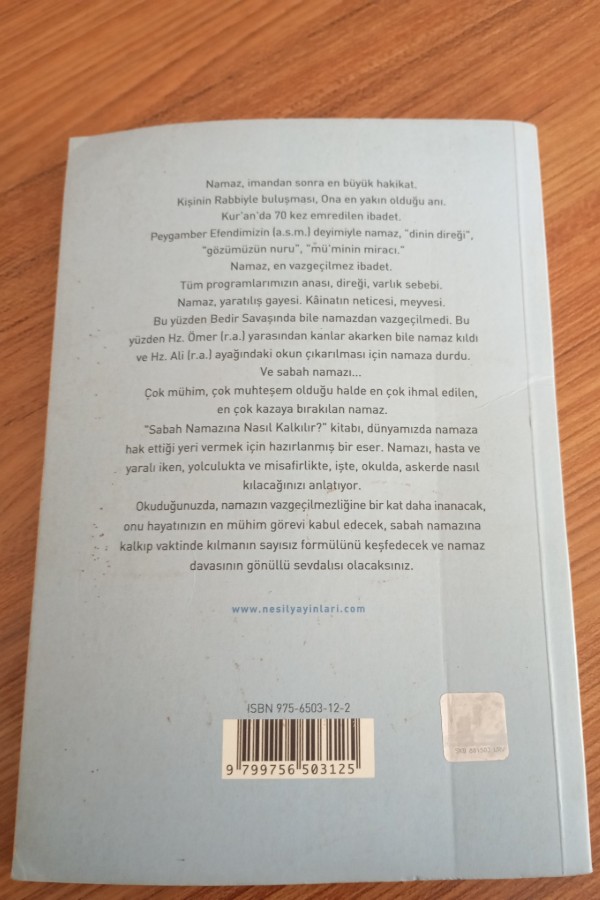 Namaz, imandan sonra en büyük hakikat.
Kişinin Rabbiyle buluşması, Ona en yakın olduğu anı.
Kur'an'da 70 kez emredilen ibadet.
Peygamber Efendimizin (a.s.m.) deyimiyle namaz, "dinin direği",
"gözümüzün nuru", "mü'minin miracı."
Namaz, en vazgeçilmez ibadet.
Tüm programlarımızın anası, direği, varlık sebebi.
Namaz, yaratılış gayesi. Kâinatın neticesi, meyvesi.
Bu yüzden Bedir Savaşında bile namazdan vazgeçilmedi. Bu
yüzden Hz. Ömer (r.a.) yarasından kanlar akarken bile namaz kıldı
ve Hz. Ali (r.a.) ayağındaki okun çıkarılması için namaza durdu.
Ve sabah namazı...
Çok mühim, çok muhteşem olduğu halde en çok ihmal edilen,
en çok kazaya bırakılan namaz.
"Sabah Namazına Nasıl Kalkılır?" kitabı, dünyamızda namaza
hak ettiği yeri vermek için hazırlanmış bir eser. Namazı, hasta ve
yaralı iken, yolculukta ve misafirlikte, işte, okulda, askerde nasıl
kılacağınızı anlatıyor.
Okuduğunuzda, namazın vazgeçilmezliğine bir kat daha inanacak,
onu hayatınızın en mühim görevi kabul edecek, sabah namazına
kalkıp vaktinde kılmanın sayısız formülünü keşfedecek ve namaz
davasının gönüllü sevdalısı olacaksınız.
www.nesilyayinlari.com
ISBN 975-6503-12-2
9 799756 503125